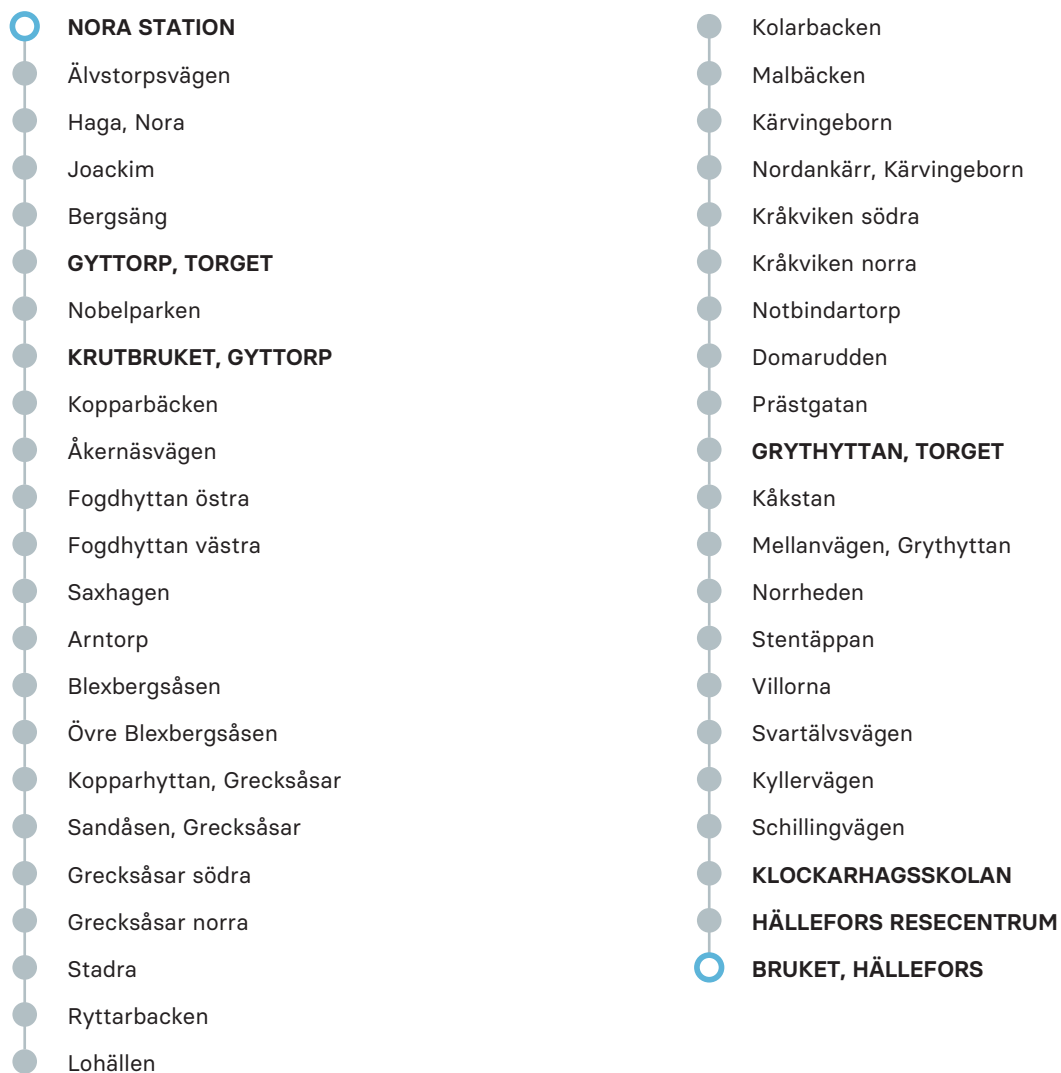 NORA STATION
Älvstorpsvägen
Haga, Nora
Joackim
Bergsäng
GYTTORP, TORGET
Nobelparken
KRUTBRUKET, GYTTORP
Kopparbäcken
Åkernäsvägen
Fogdhyttan östra
Fogdhyttan västra
Saxhagen
Arntorp
Blexbergsåsen
Övre Blexbergsåsen
Kopparhyttan, Grecksåsar
Sandåsen, Grecksåsar
Grecksåsar södra
Grecksåsar norra
Stadra
Ryttarbacken
Lohällen
Kolarbacken
Malbäcken
Kärvingeborn
Nordankärr, Kärvingeborn
Kråkviken södra
Kråkviken norra
Notbindartorp
Domarudden
Prästgatan
GRYTHYTTAN, TORGET
Kåkstan
Mellanvägen, Grythyttan
Norrheden
Stentäppan
Villorna
Svartälvsvägen
Kyllervägen
Schillingvägen
KLOCKARHAGSSKOLAN
HÄLLEFORS RESECENTRUM
BRUKET, HÄLLEFORS